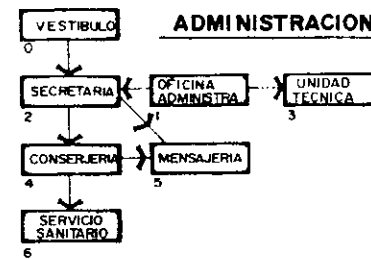 VESTIBULO
ADMINISTRACION
0
SECRETARIA
OFICINA
ADMINISTRA
UNIDAD
TECNICA
2
1
3
CONSERJERIA
MENSAJERIA
4
5
SERVICIO
SANITARIO
6